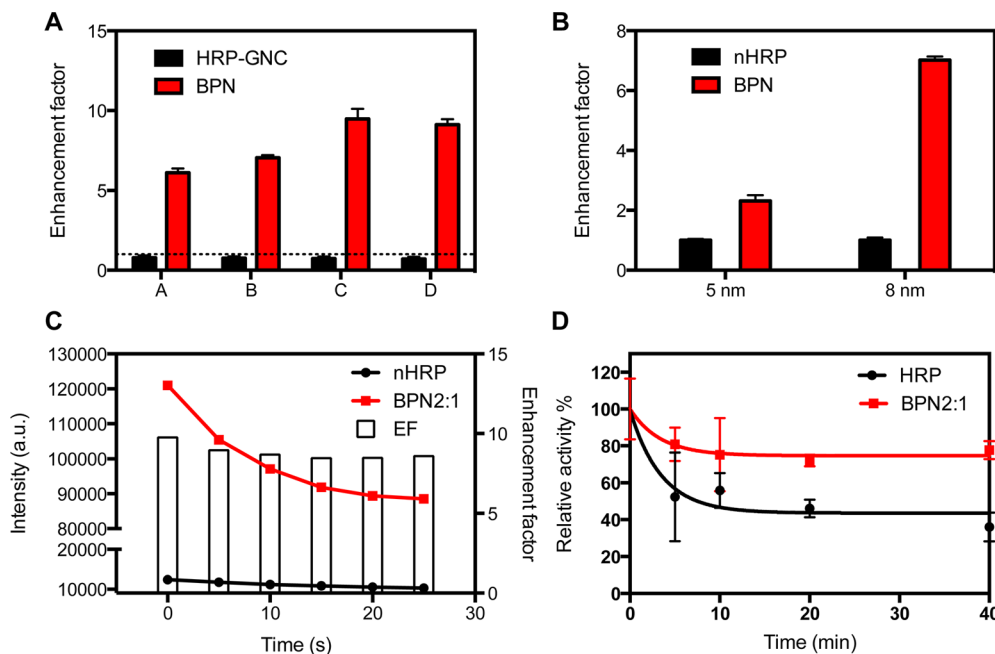 A
Enhancement factor
15
10
5
0
HRP-GNC
BPN
A B C D
B
Enhancement factor
8
6
4
2
0
nHRP
BPN
5 nm 8 nm
C
Intensity (a.u.)
130000
120000
110000
100000
90000
80000
20000
10000
nHRP
BPN2:1
EF
15
10
5
0
Enhancement factor
0 10 20 30
Time (s)
D
Relative activity %
120
100
80
60
40
20
0
HRP
BPN2:1
0 10 20 30 40
Time (min)